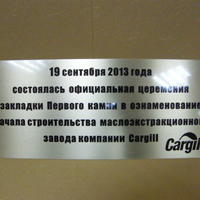 19 сентября 2013 года
состоялась официальная церемония
закладки Первого камня в ознаменование
начала строительства маслоэкстракционного
завода компании Cargill
Cargill